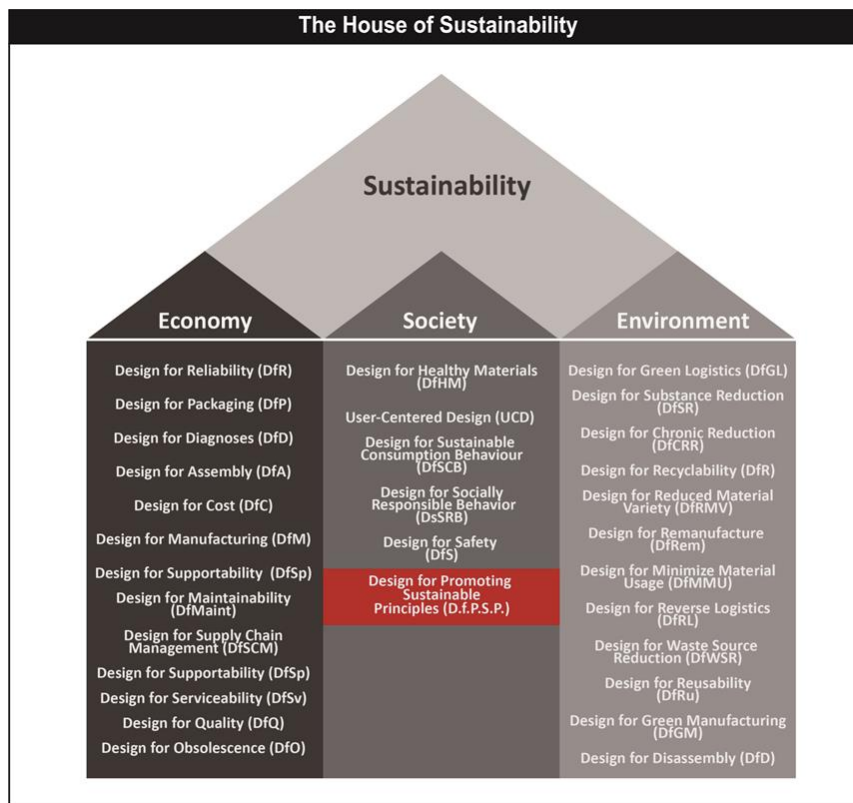 The House of Sustainability
Sustainability
Economy
Design for Reliability (DfR)
Design for Packaging (DfP)
Design for Diagnoses (DfD)
Design for Assembly (DfA)
Design for Cost (DfC)
Design for Manufacturing (DfM)
Design for Supportability (DfSp)
Design for Maintainability
(DfMaint)
Design for Supply Chain
Management (DfSCM)
Design for Supportability (DfSp)
Design for Serviceability (DfSv)
Design for Quality (DfQ)
Design for Obsolescence (DfO)
Society
Design for Healthy Materials
(DfHM)
User-Centered Design (UCD)
Design for Sustainable
Consumption Behaviour
(DfSCB)
Design for Socially
Responsible Behavior
(DsSRB)
Design for Safety
(DfS)
Design for Promoting
Sustainable
Principles (D.f.P.S.P.)
Environment
Design for Green Logistics (DfGL)
Design for Substance Reduction
(DfSR)
Design for Chronic Reduction
(DfCRR)
Design for Recyclability (DfR)
Design for Reduced Material
Variety (DfRMV)
Design for Remanufacture
(DfRem)
Design for Minimize Material
Usage (DfMMU)
Design for Reverse Logistics
(DfRL)
Design for Waste Source
Reduction (DfWSR)
Design for Reusability
(DfRu)
Design for Green Manufacturing
(DfGM)
Design for Disassembly (DfD)